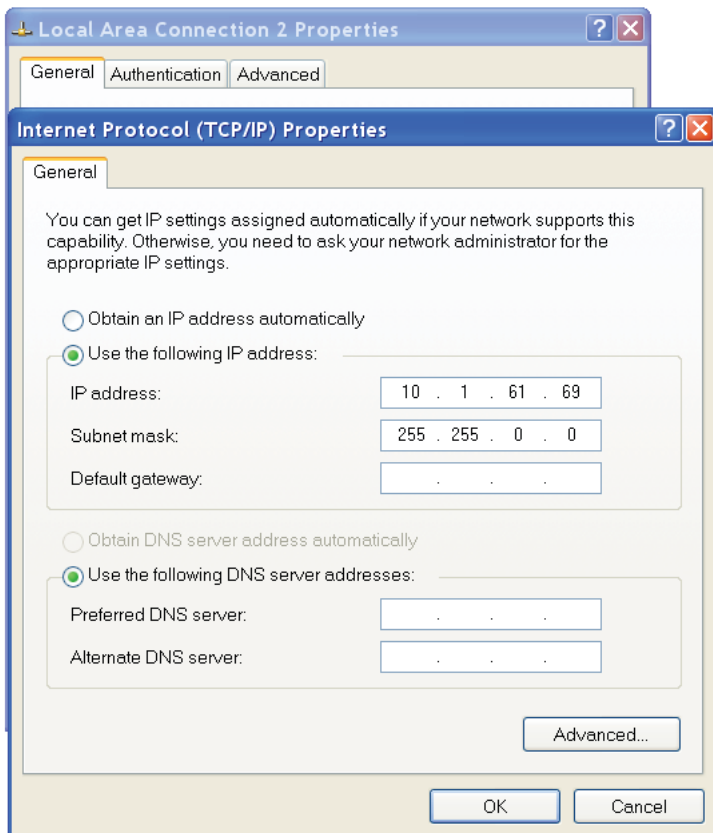 Local Area Connection 2 Properties
General Authentication Advanced
Internet Protocol (TCP/IP) Properties
General
You can get IP settings assigned automatically if your network supports this
capability. Otherwise, you need to ask your network administrator for the
appropriate IP settings.
Obtain an IP address automatically
Use the following IP address:
IP address: 10 . 1 . 61 . 69
Subnet mask: 255 . 255 . 0 . 0
Default gateway: . . .
Obtain DNS server address automatically
Use the following DNS server addresses:
Preferred DNS server: . . .
Alternate DNS server: . . .
Advanced...
OK Cancel